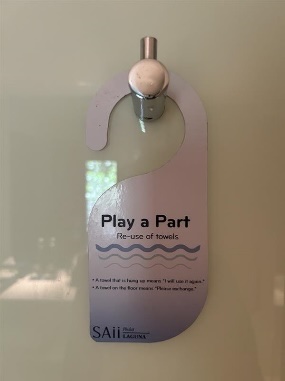 Play a Part
Re-use of towels
• A towel that is hung up means "I will use it again."
• A towel on the floor means "Please exchange."
SAii
LAGUNA